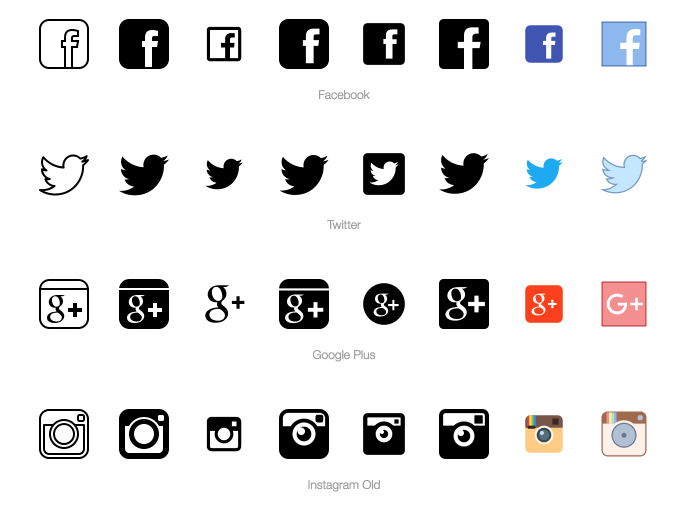 f f f f f f f f
Facebook
Twitter
g+ g+ g+ g+ g+ g+ g+ G+
Google Plus
Instagram Old